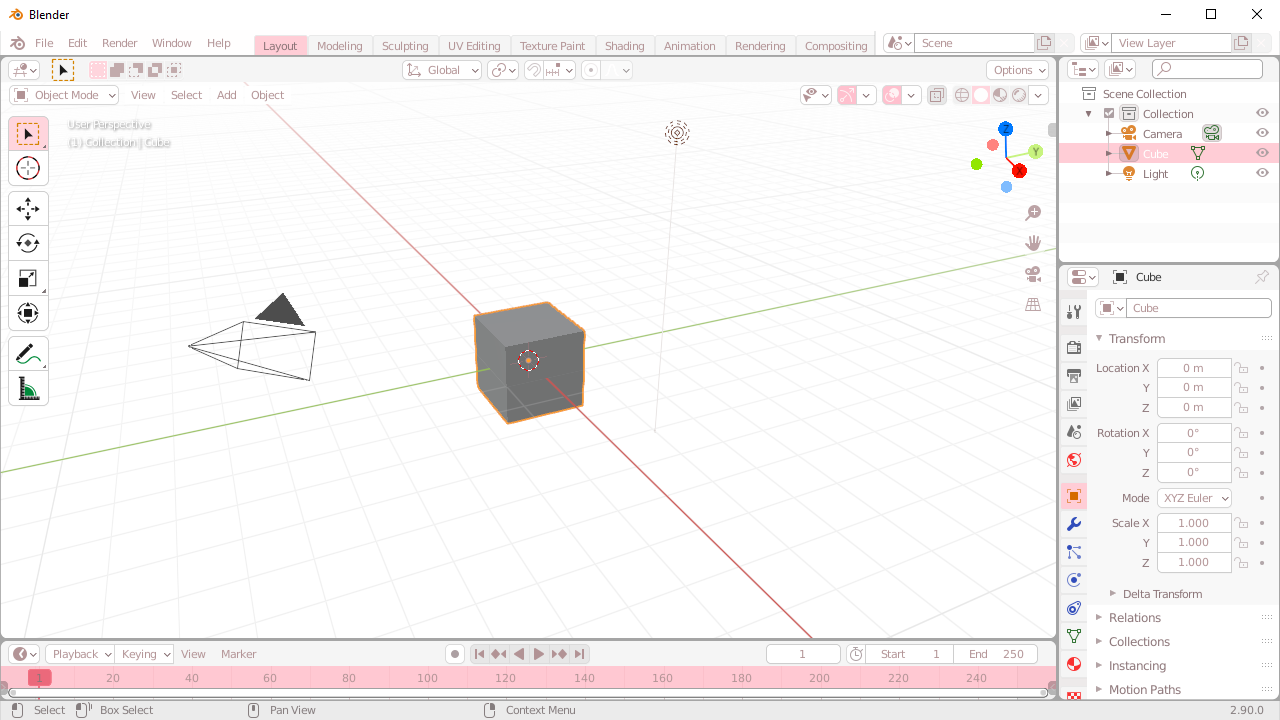 Blender
File Edit Render Window Help Layout Modeling Sculpting UV Editing Texture Paint Shading Animation Rendering Compositing Scene View Layer
Global Options
Object Mode View Select Add Object
User Perspective
(1) Collection | Cube
Z
Y
X
Scene Collection
Collection
Camera
Cube
Light
Cube
Cube
Transform
Location X 0 m
Y 0 m
Z 0 m
Rotation X 0°
Y 0°
Z 0°
Mode XYZ Euler
Scale X 1.000
Y 1.000
Z 1.000
Delta Transform
Relations
Collections
Instancing
Motion Paths
Playback Keying View Marker 1 Start 1 End 250
1 20 40 60 80 100 120 140 160 180 200 220 240
Select Box Select Pan View Context Menu 2.90.0